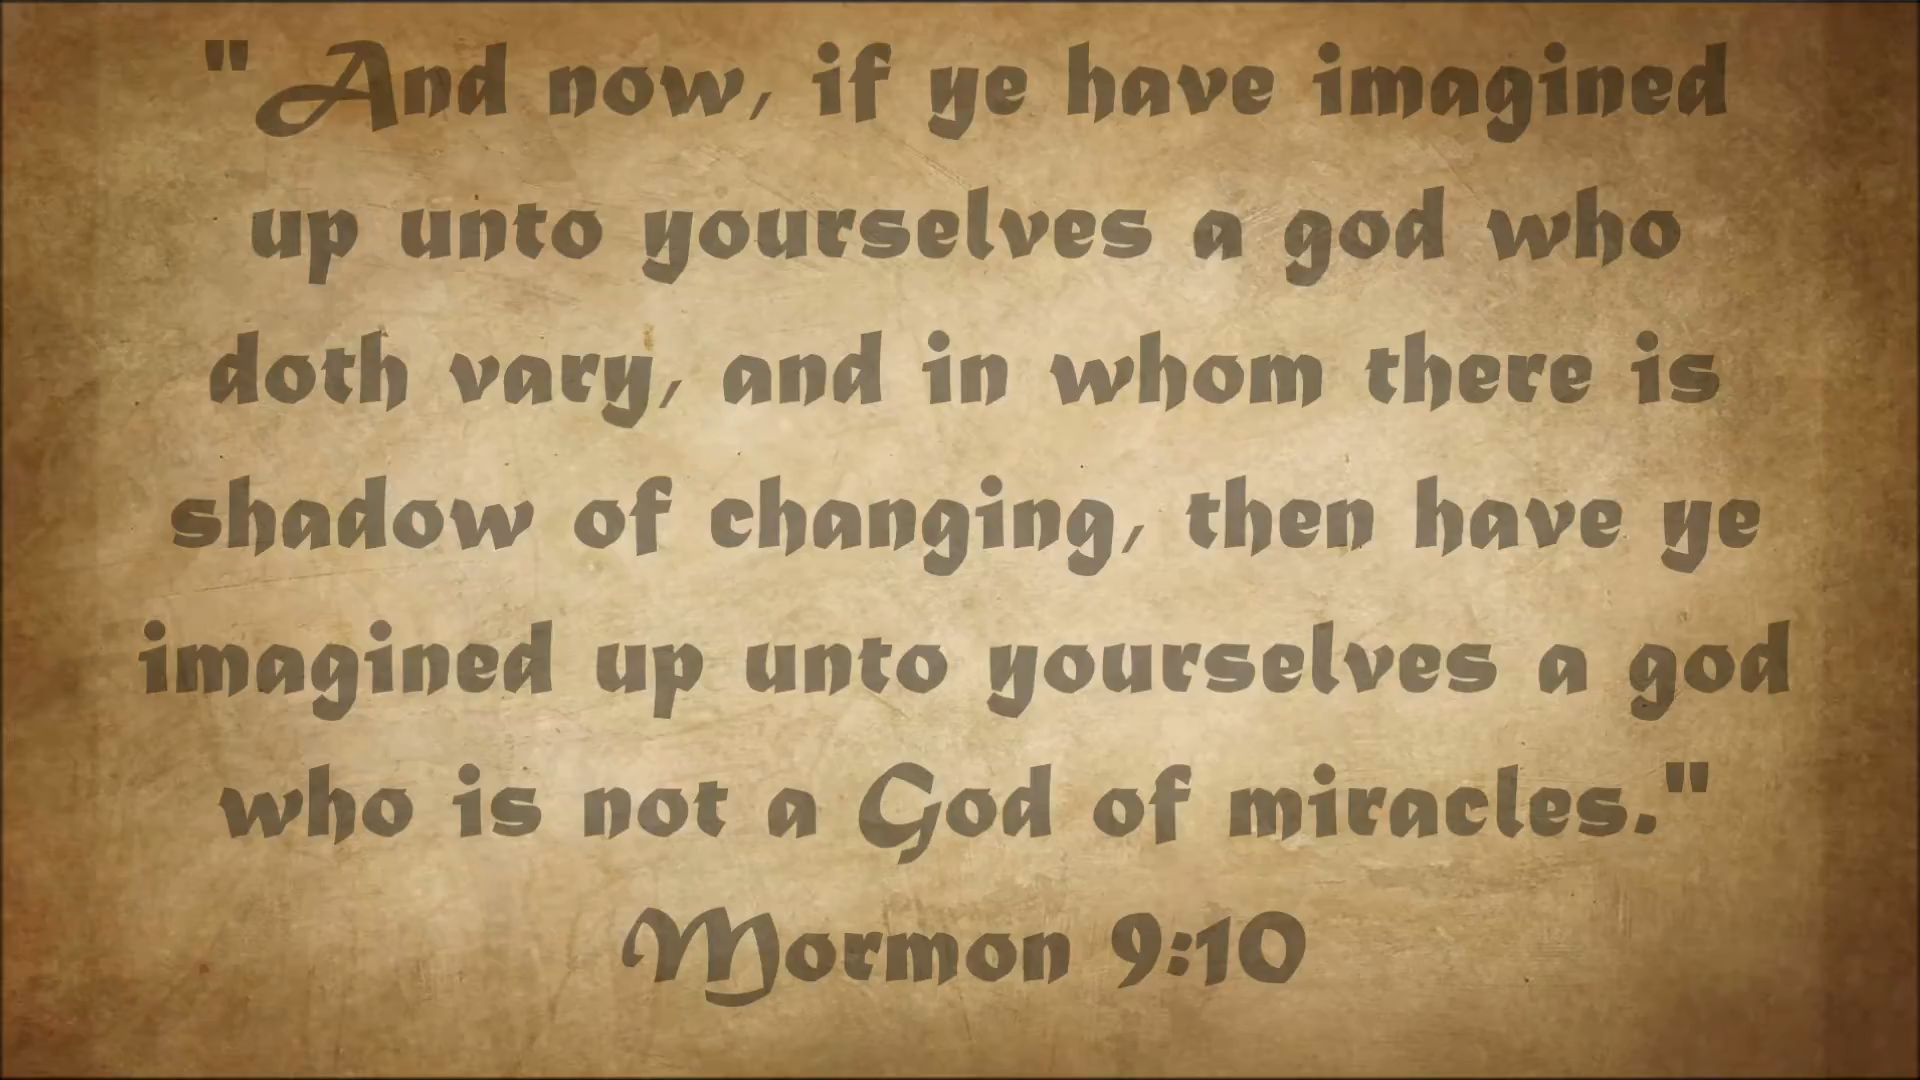 "And now, if ye have imagined
up unto yourselves a god who
doth vary, and in whom there is
shadow of changing, then have ye
imagined up unto yourselves a god
who is not a God of miracles."
Mormon 9:10